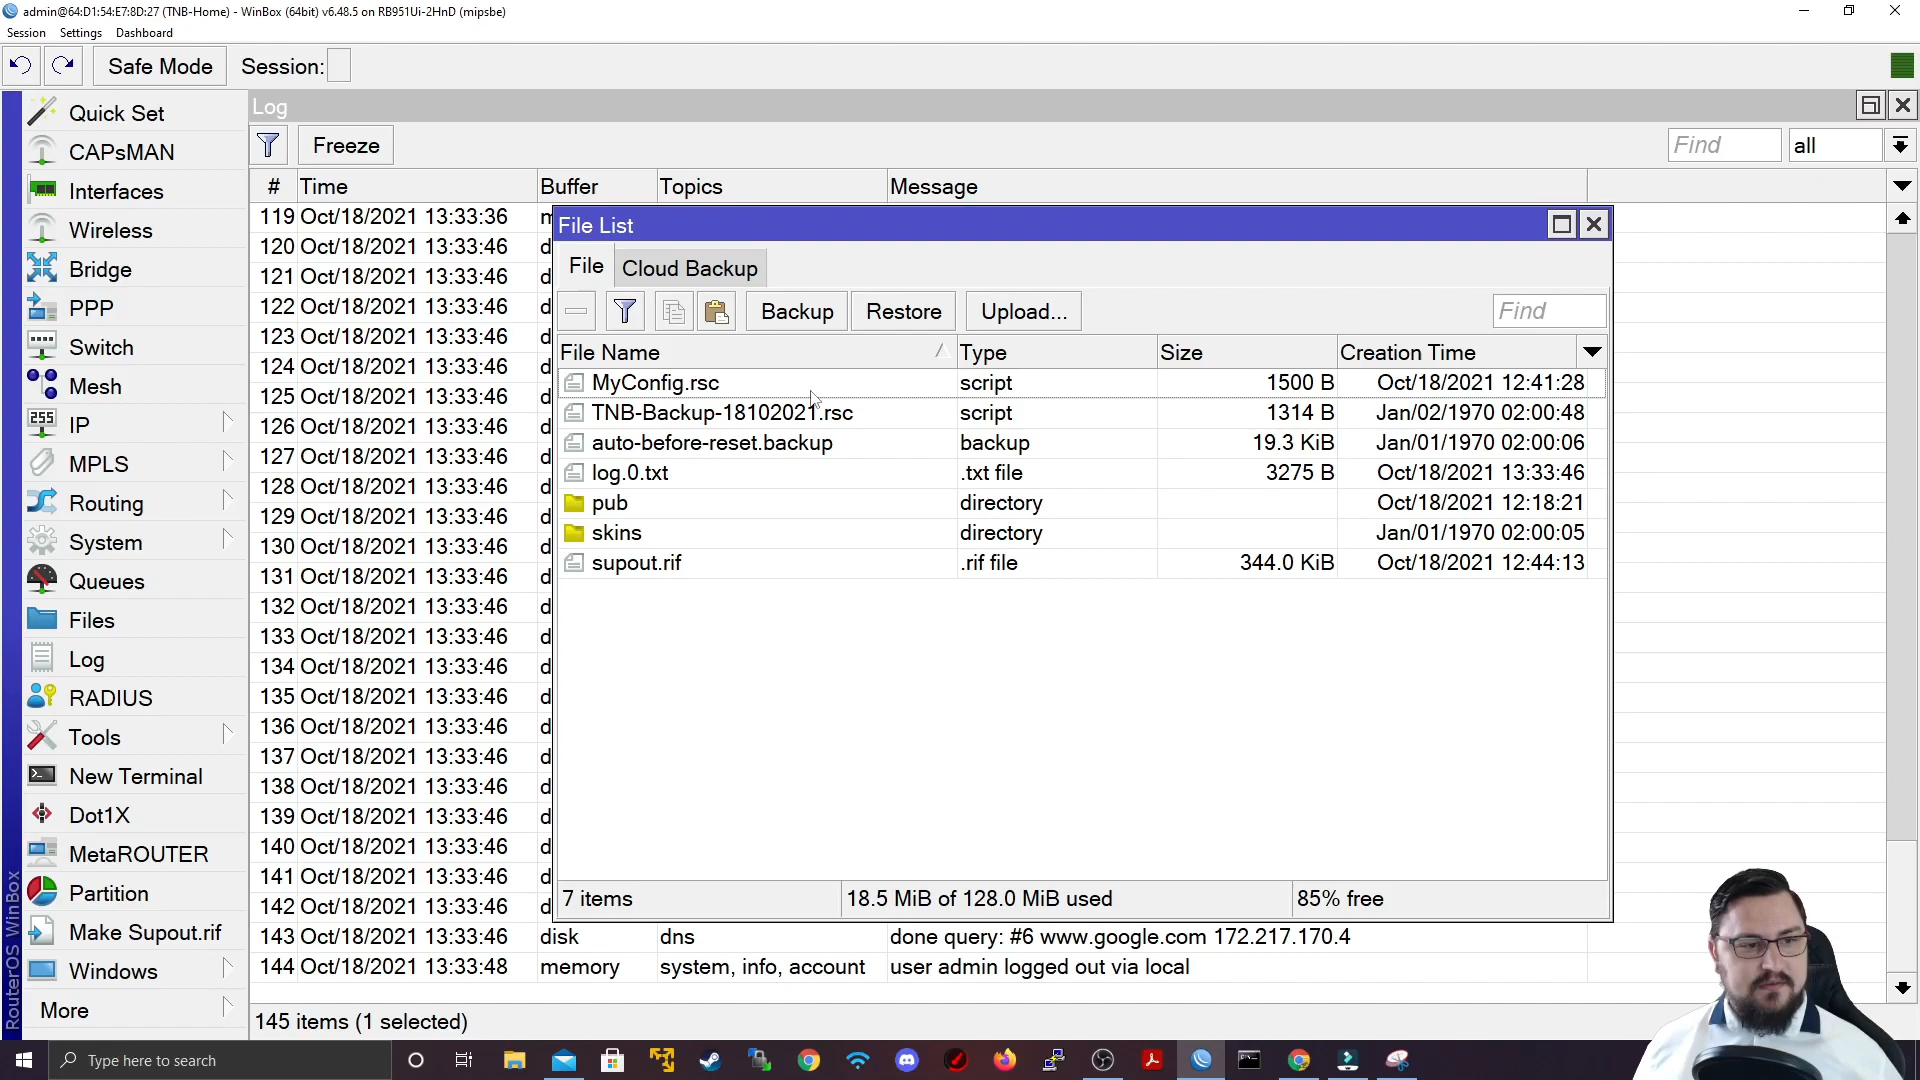 admin@64:D1:54:E7:8D:27 (TNB-Home) - WinBox (64bit) v6.48.5 on RB951Ui-2HnD (mipsbe)
Session Settings Dashboard
Safe Mode Session:
Quick Set
CAPsMAN
Interfaces
Wireless
Bridge
PPP
Switch
Mesh
255 IP
MPLS
Routing
System
Queues
Files
Log
RADIUS
Tools
New Terminal
Dot1X
MetaROUTER
Partition
Make Supout.rif
Windows
More
RouterOS WinBox
Log
Freeze Find all
# Time Buffer Topics Message
119 Oct/18/2021 13:33:36 m
120 Oct/18/2021 13:33:46 d
121 Oct/18/2021 13:33:46 d
122 Oct/18/2021 13:33:46 d
123 Oct/18/2021 13:33:46 d
124 Oct/18/2021 13:33:46 d
125 Oct/18/2021 13:33:46 d
126 Oct/18/2021 13:33:46 d
127 Oct/18/2021 13:33:46 d
128 Oct/18/2021 13:33:46 d
129 Oct/18/2021 13:33:46 d
130 Oct/18/2021 13:33:46 d
131 Oct/18/2021 13:33:46 d
132 Oct/18/2021 13:33:46 d
133 Oct/18/2021 13:33:46 d
134 Oct/18/2021 13:33:46 d
135 Oct/18/2021 13:33:46 d
136 Oct/18/2021 13:33:46 d
137 Oct/18/2021 13:33:46 d
138 Oct/18/2021 13:33:46 d
139 Oct/18/2021 13:33:46 d
140 Oct/18/2021 13:33:46 d
141 Oct/18/2021 13:33:46 d
142 Oct/18/2021 13:33:46 d
143 Oct/18/2021 13:33:46 disk dns done query: #6 www.google.com 172.217.170.4
144 Oct/18/2021 13:33:48 memory system, info, account user admin logged out via local
145 items (1 selected)
File List
File Cloud Backup
Backup Restore Upload... Find
File Name Type Size Creation Time
MyConfig.rsc script 1500 B Oct/18/2021 12:41:28
TNB-Backup-18102021.rsc script 1314 B Jan/02/1970 02:00:48
auto-before-reset.backup backup 19.3 KiB Jan/01/1970 02:00:06
log.0.txt .txt file 3275 B Oct/18/2021 13:33:46
pub directory Oct/18/2021 12:18:21
skins directory Jan/01/1970 02:00:05
supout.rif .rif file 344.0 KiB Oct/18/2021 12:44:13
7 items 18.5 MiB of 128.0 MiB used 85% free
Type here to search